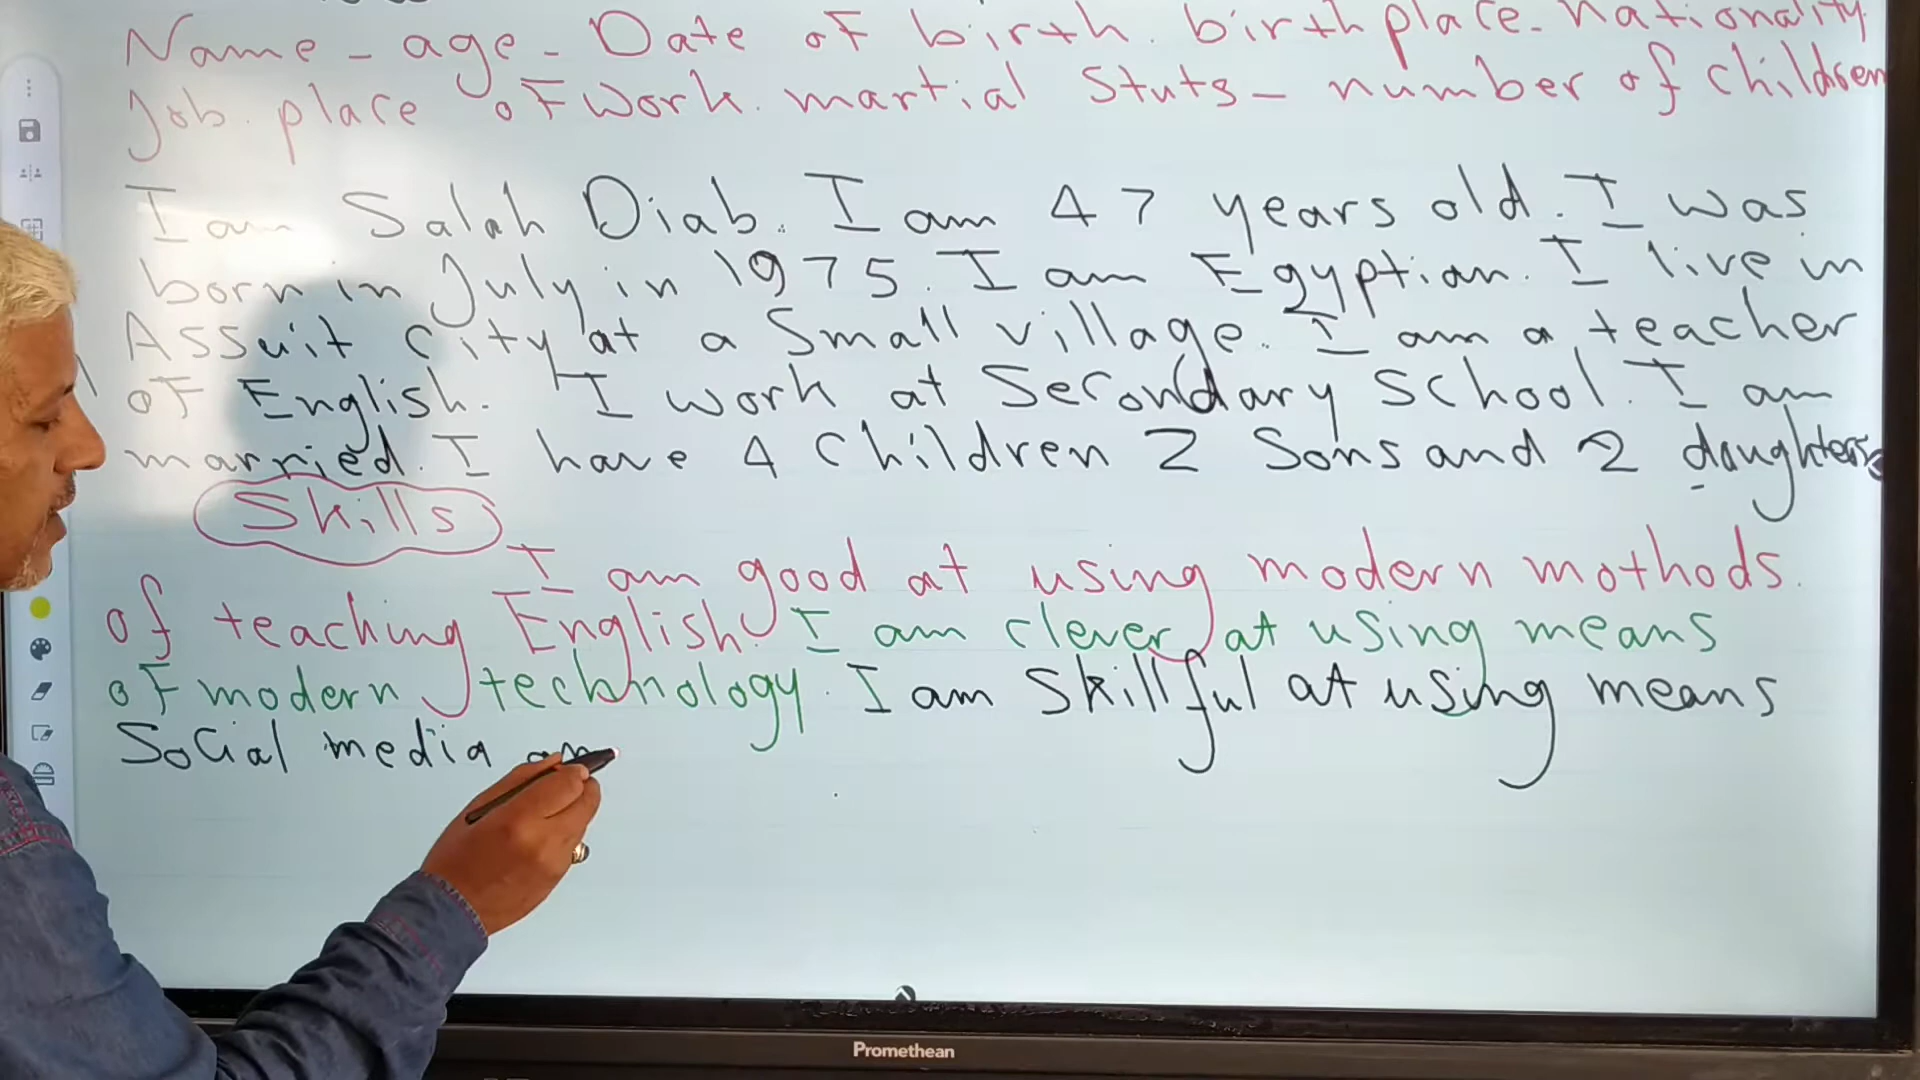 Name - age - Date of birth. birth place - nationality
Job. place of work. martial Stuts - number of children
I am Salah Diab. I am 47 years old. I was
born in July in 1975. I am Egyptian. I live in
Assuit city at a small village. I am a teacher
of English. I work at Secondary School. I am
married. I have 4 children 2 Sons and 2 daughters
Skills
I am good at using modern mothods.
of teaching English. I am clever at using means
of modern technology. I am Skillful at using means
Social media an
Promethean